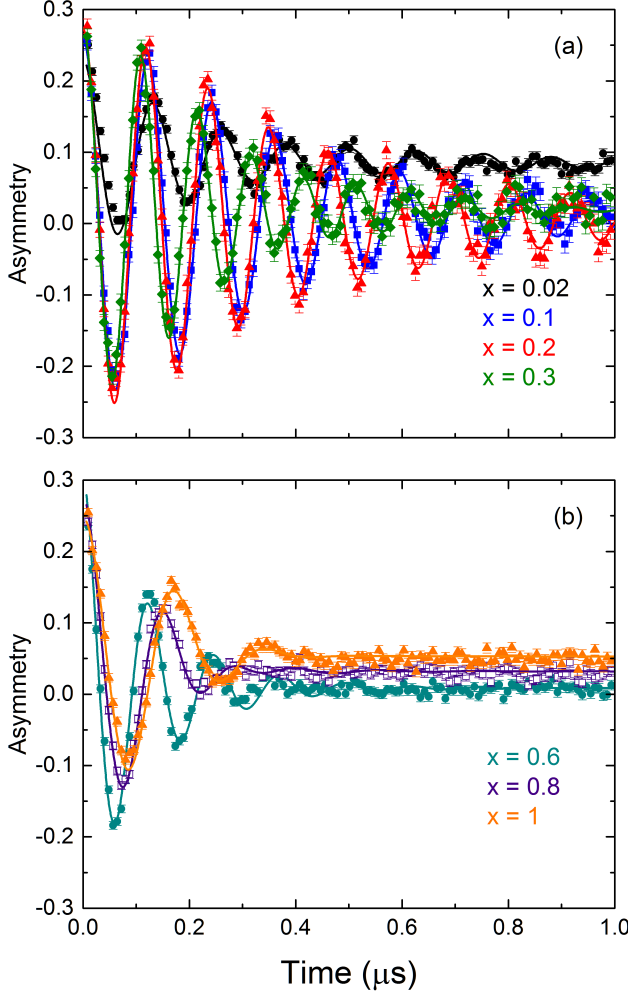 0.3
(a)
0.2
0.1
0.0
Asymmetry
-0.1
x = 0.02
x = 0.1
-0.2
x = 0.2
x = 0.3
-0.3
0.3
(b)
0.2
0.1
0.0
Asymmetry
x = 0.6
-0.1
x = 0.8
x = 1
-0.2
-0.3
0.0 0.2 0.4 0.6 0.8 1.0
Time (μs)